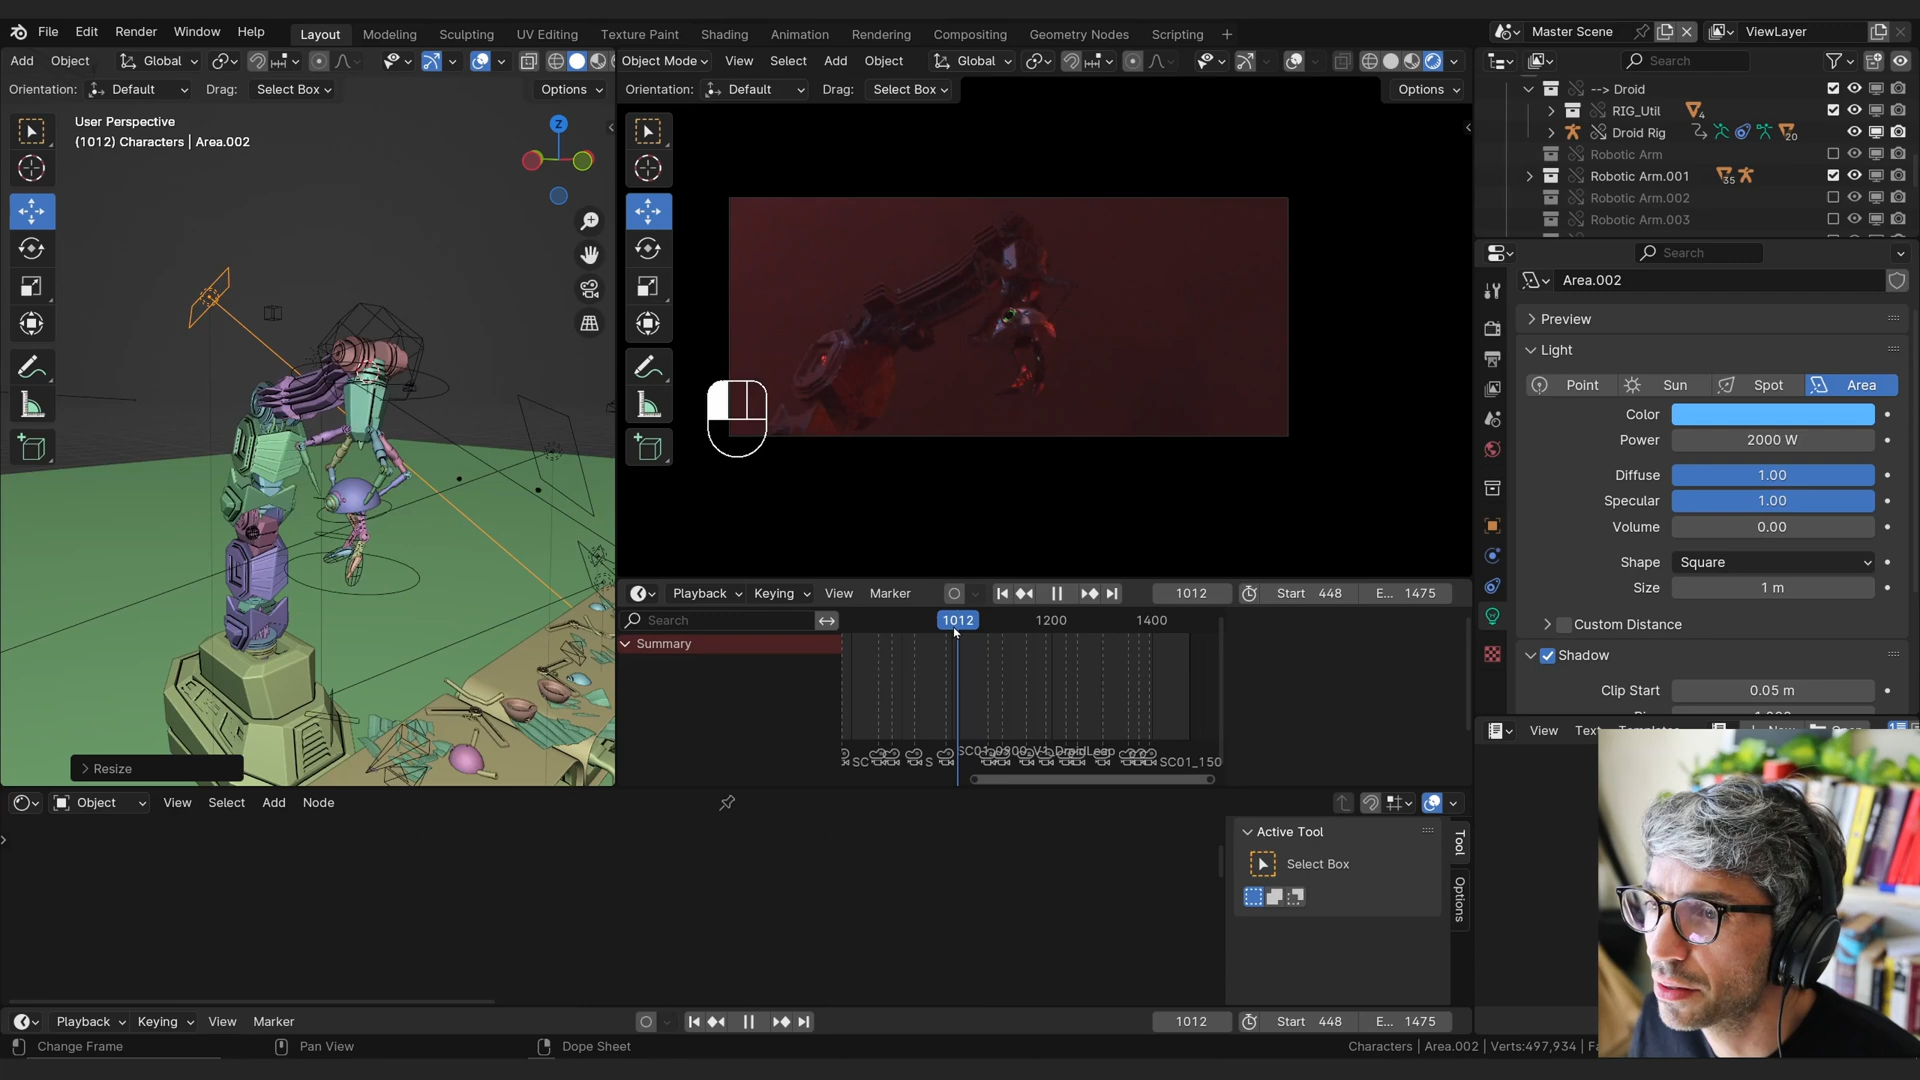 File Edit Render Window Help Layout Modeling Sculpting UV Editing Texture Paint Shading Animation Rendering Compositing Geometry Nodes Scripting + Master Scene ViewLayer
Add Object Global Object Mode View Select Add Object Global Search
Orientation: Default Drag: Select Box Options Orientation: Default Drag: Select Box Options
--> Droid
RIG_Util 4
Droid Rig 20
Robotic Arm
Robotic Arm.001 35
Robotic Arm.002
Robotic Arm.003
User Perspective
(1012) Characters | Area.002
Z
Search
Area.002
Preview
Light
Point Sun Spot Area
Color
Power 2000 W
Diffuse 1.00
Specular 1.00
Volume 0.00
Shape Square
Size 1 m
Custom Distance
Shadow
Clip Start 0.05 m
Playback Keying View Marker 1012 Start 448 E... 1475
Search 1012 1200 1400
Summary
SC01_0900_V1_DroidLeap
SC S SC01_150
View
Resize
Object View Select Add Node
Active Tool
Select Box
Tool
Options
Playback Keying View Marker 1012 Start 448 E... 1475
Change Frame Pan View Dope Sheet Characters | Area.002 | Verts:497,934 |